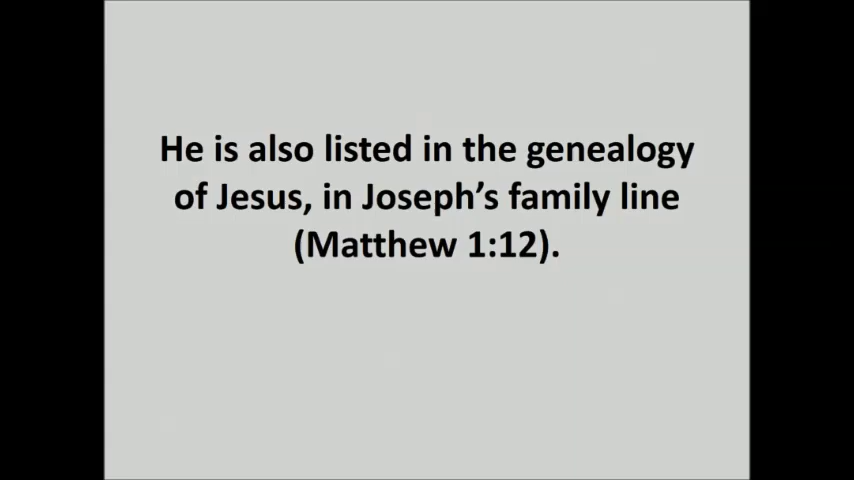 He is also listed in the genealogy
of Jesus, in Joseph’s family line
(Matthew 1:12).